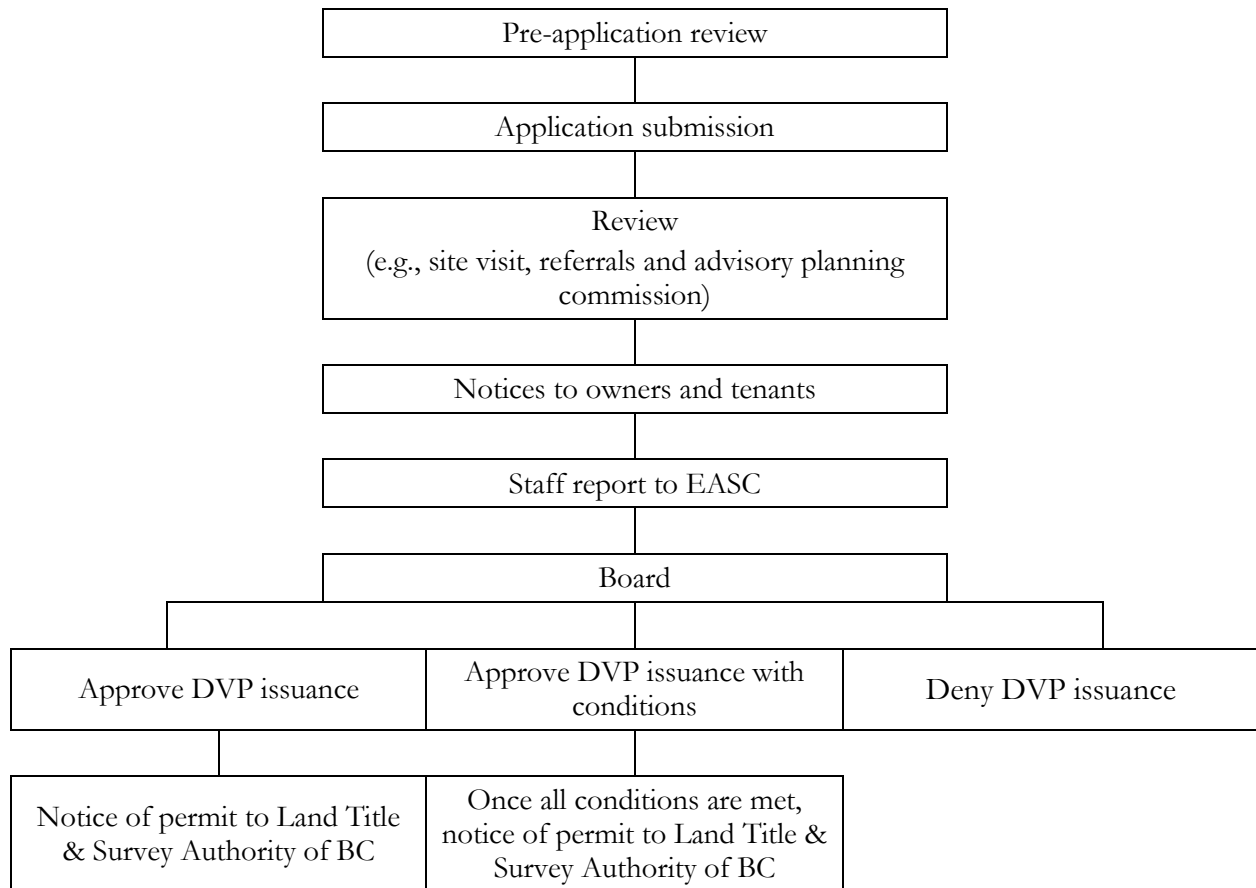 Pre-application review
Application submission
Review
(e.g., site visit, referrals and advisory planning
commission)
Notices to owners and tenants
Staff report to EASC
Board
Approve DVP issuance
Approve DVP issuance with
conditions
Deny DVP issuance
Notice of permit to Land Title
& Survey Authority of BC
Once all conditions are met,
notice of permit to Land Title &
Survey Authority of BC